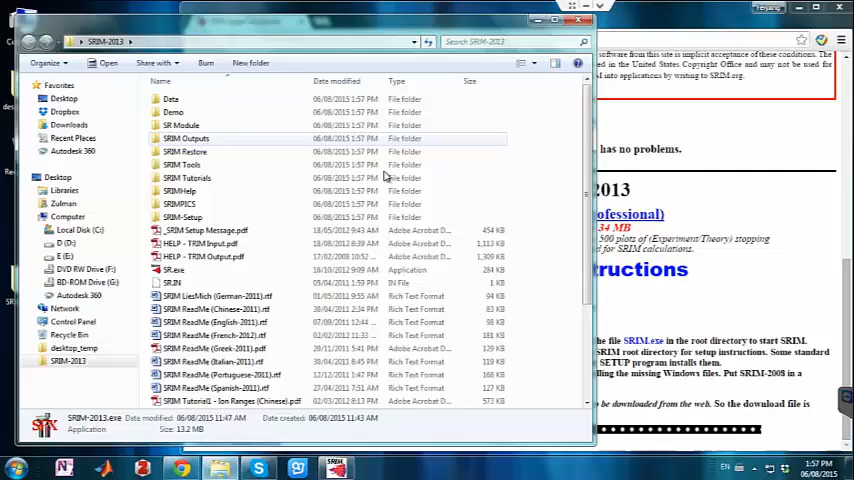 Feiyang
SRIM-2013
Search SRIM-2013
Organize
Open
Share with
Burn
New folder
Name
Date modified
Type
Size
Favorites
Desktop
Dropbox
Downloads
Recent Places
Autodesk 360
Desktop
Libraries
Zulman
Computer
Local Disk (C:)
D (D:)
E (E:)
DVD RW Drive (F:)
BD-ROM Drive (G:)
Autodesk 360
Network
Control Panel
Recycle Bin
desktop_temp
SRIM-2013
Data 06/08/2015 1:57 PM File folder
Demo 06/08/2015 1:57 PM File folder
SR Module 06/08/2015 1:57 PM File folder
SRIM Outputs 06/08/2015 1:57 PM File folder
SRIM Restore 06/08/2015 1:57 PM File folder
SRIM Tools 06/08/2015 1:57 PM File folder
SRIM Tutorials 06/08/2015 1:57 PM File folder
SRIMHelp 06/08/2015 1:57 PM File folder
SRIMPICS 06/08/2015 1:57 PM File folder
SRIM-Setup 06/08/2015 1:57 PM File folder
_SRIM Setup Message.pdf 18/05/2012 9:43 AM Adobe Acrobat D... 454 KB
HELP - TRIM Input.pdf 18/08/2012 8:39 AM Adobe Acrobat D... 1,113 KB
HELP - TRIM Output.pdf 17/02/2008 10:52 ... Adobe Acrobat D... 1,309 KB
SR.exe 16/10/2012 9:09 AM Application 284 KB
SR.IN 05/04/2011 1:59 PM IN File 1 KB
SRIM LiesMich (German-2011).rtf 01/05/2011 9:55 AM Rich Text Format 94 KB
SRIM ReadMe (Chinese-2011).rtf 30/04/2011 2:34 PM Rich Text Format 83 KB
SRIM ReadMe (English-2011).rtf 07/09/2011 12:03 ... Rich Text Format 98 KB
SRIM ReadMe (French-2012).rtf 02/02/2012 11:33 ... Rich Text Format 181 KB
SRIM ReadMe (Greek-2011).pdf 20/11/2011 5:41 PM Adobe Acrobat D... 129 KB
SRIM ReadMe (Italian-2011).rtf 30/04/2011 8:45 PM Rich Text Format 119 KB
SRIM ReadMe (Portuguese-2011).rtf 12/12/2011 1:47 PM Rich Text Format 168 KB
SRIM ReadMe (Spanish-2011).rtf 27/04/2011 7:51 AM Rich Text Format 127 KB
SRIM Tutorial1 - Ion Ranges (Chinese).pdf 02/03/2012 8:13 PM Adobe Acrobat D... 573 KB
SRIM-2013.exe Date modified: 06/08/2015 11:47 AM Date created: 06/08/2015 11:43 AM
Application Size: 13.2 MB
software from this site is implicit acceptance of these conditions. The
in the United States Copyright Office and may not be used for
into applications by writing to SRIM.org.
has no problems.
2013
ofessional)
34 MB
500 plots of (Experiment/Theory) stopping
ed for SRIM calculations.
tructions
he file SRIM.exe in the root directory to start SRIM.
SRIM root directory for setup instructions. Some standard
SETUP program installs them.
lling the missing Windows files. Put SRIM-2008 in a
o be downloaded from the web. So the download file is
EN
1:57 PM
06/08/2015